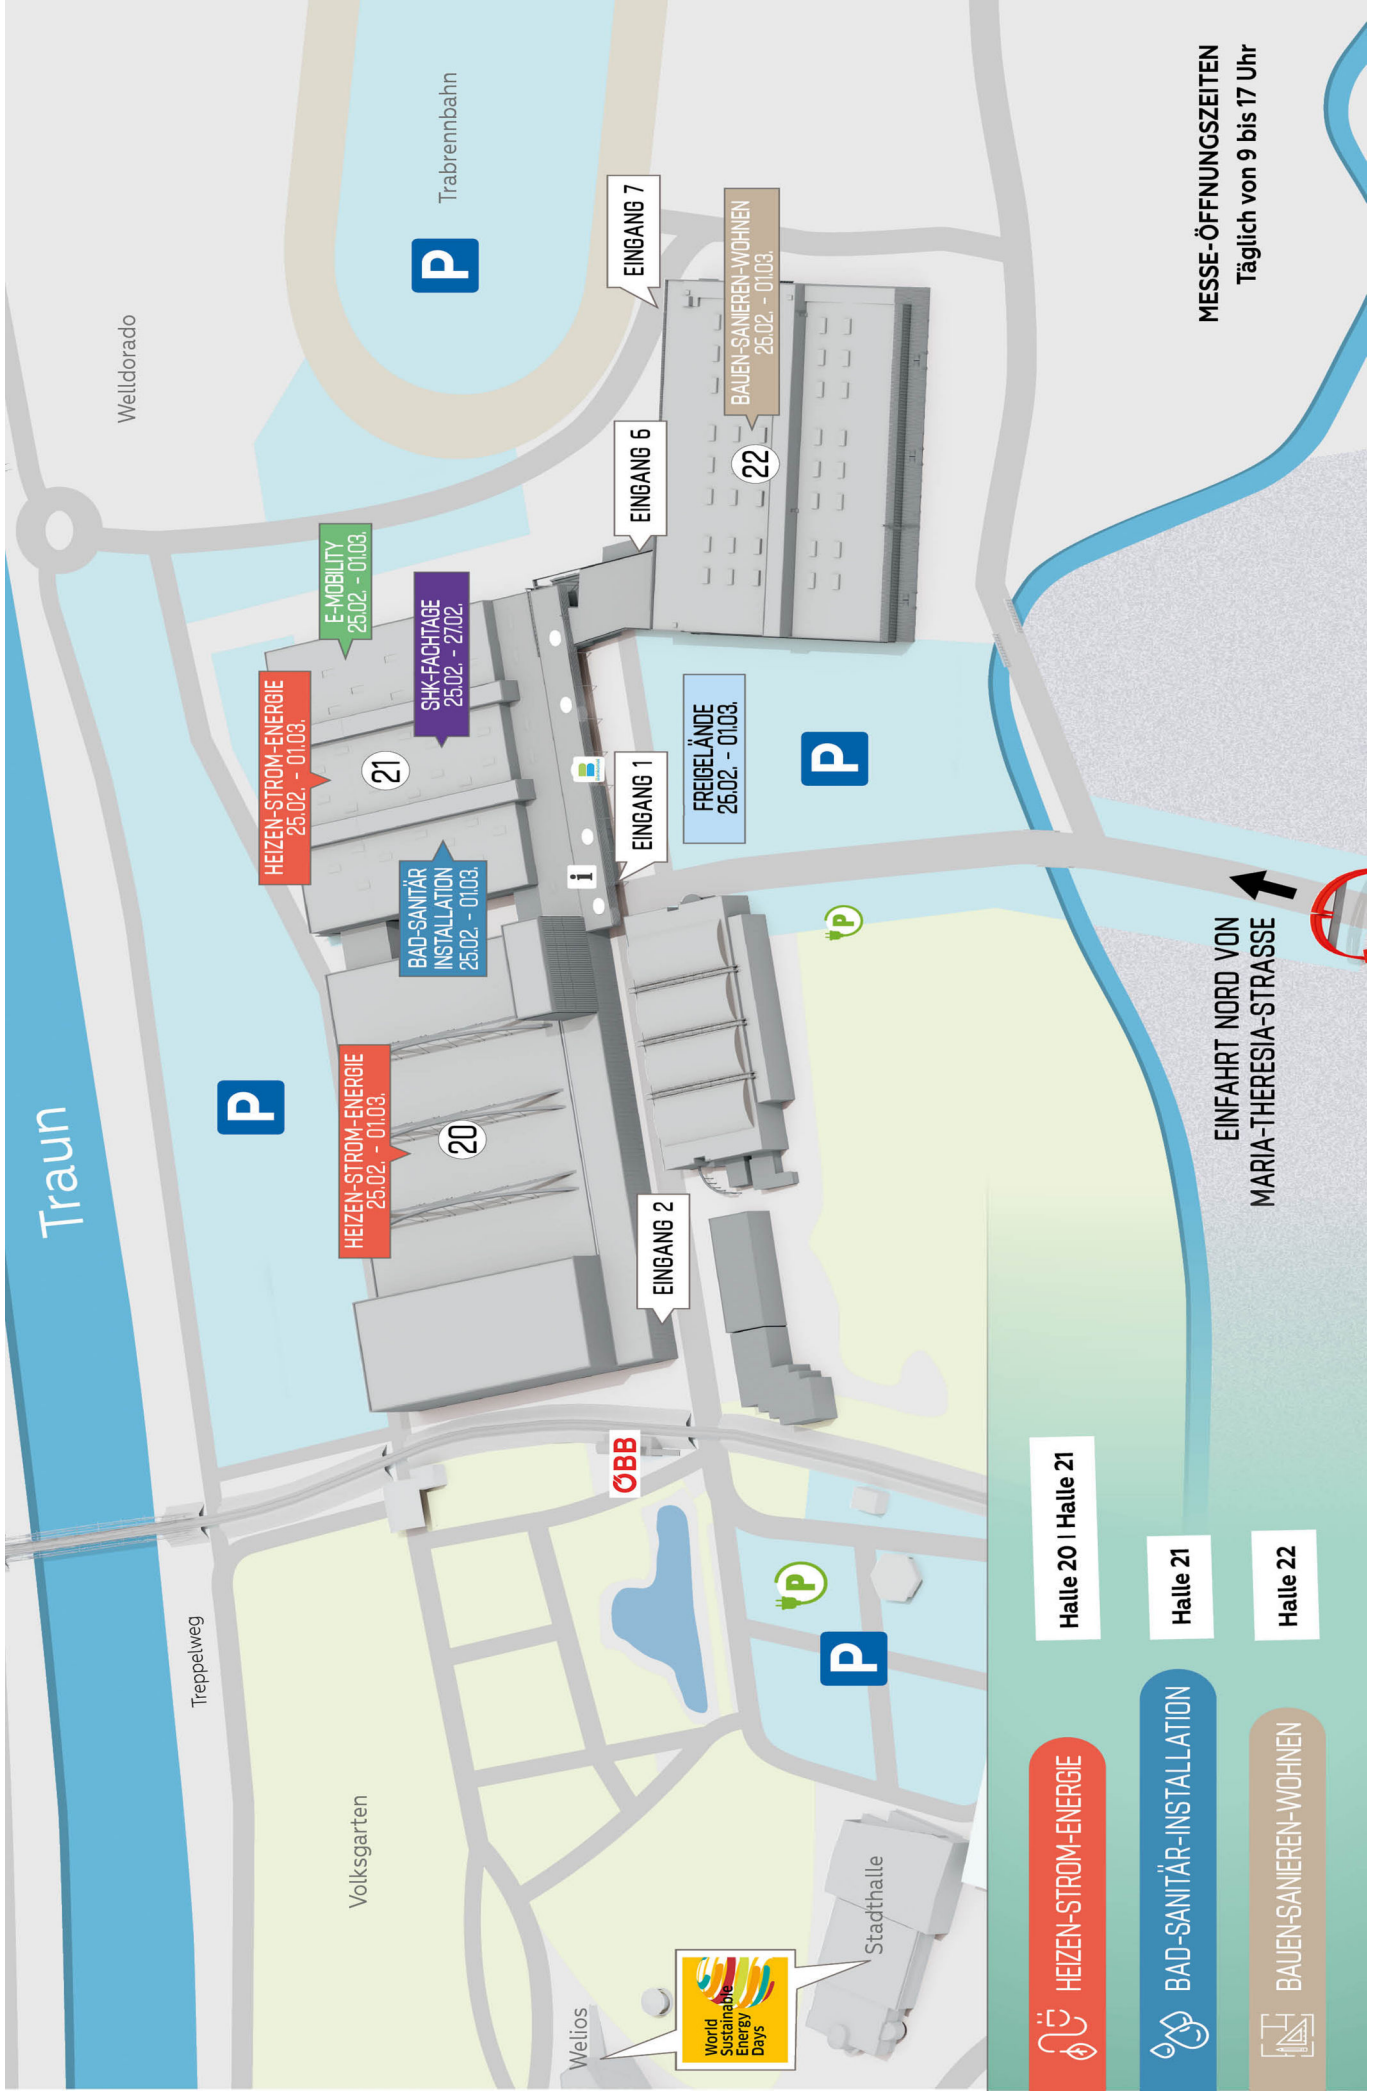 Traun
Treppelweg
Volksgarten
Welios
World
Sustainable
Energy
Days
Stadthalle
ÖBB
P
P
HEIZEN-STROM-ENERGIE
25.02. - 01.03.
20
EINGANG 2
P
Welldorado
HEIZEN-STROM-ENERGIE
25.02. - 01.03.
21
E-MOBILITY
25.02. - 01.03.
SHK-FACHTAGE
25.02. - 27.02.
BAD-SANITÄR
INSTALLATION
25.02. - 01.03.
i
B
EINGANG 1
FREIGELÄNDE
26.02. - 01.03.
P
P
Trabrennbahn
P
EINGANG 7
EINGANG 6
BAUEN-SANIEREN-WOHNEN
26.02. - 01.03.
22
EINFAHRT NORD VON
MARIA-THERESIA-STRASSE
MESSE-ÖFFNUNGSZEITEN
Täglich von 9 bis 17 Uhr
HEIZEN-STROM-ENERGIE
Halle 20 I Halle 21
BAD-SANITÄR-INSTALLATION
Halle 21
BAUEN-SANIEREN-WOHNEN
Halle 22